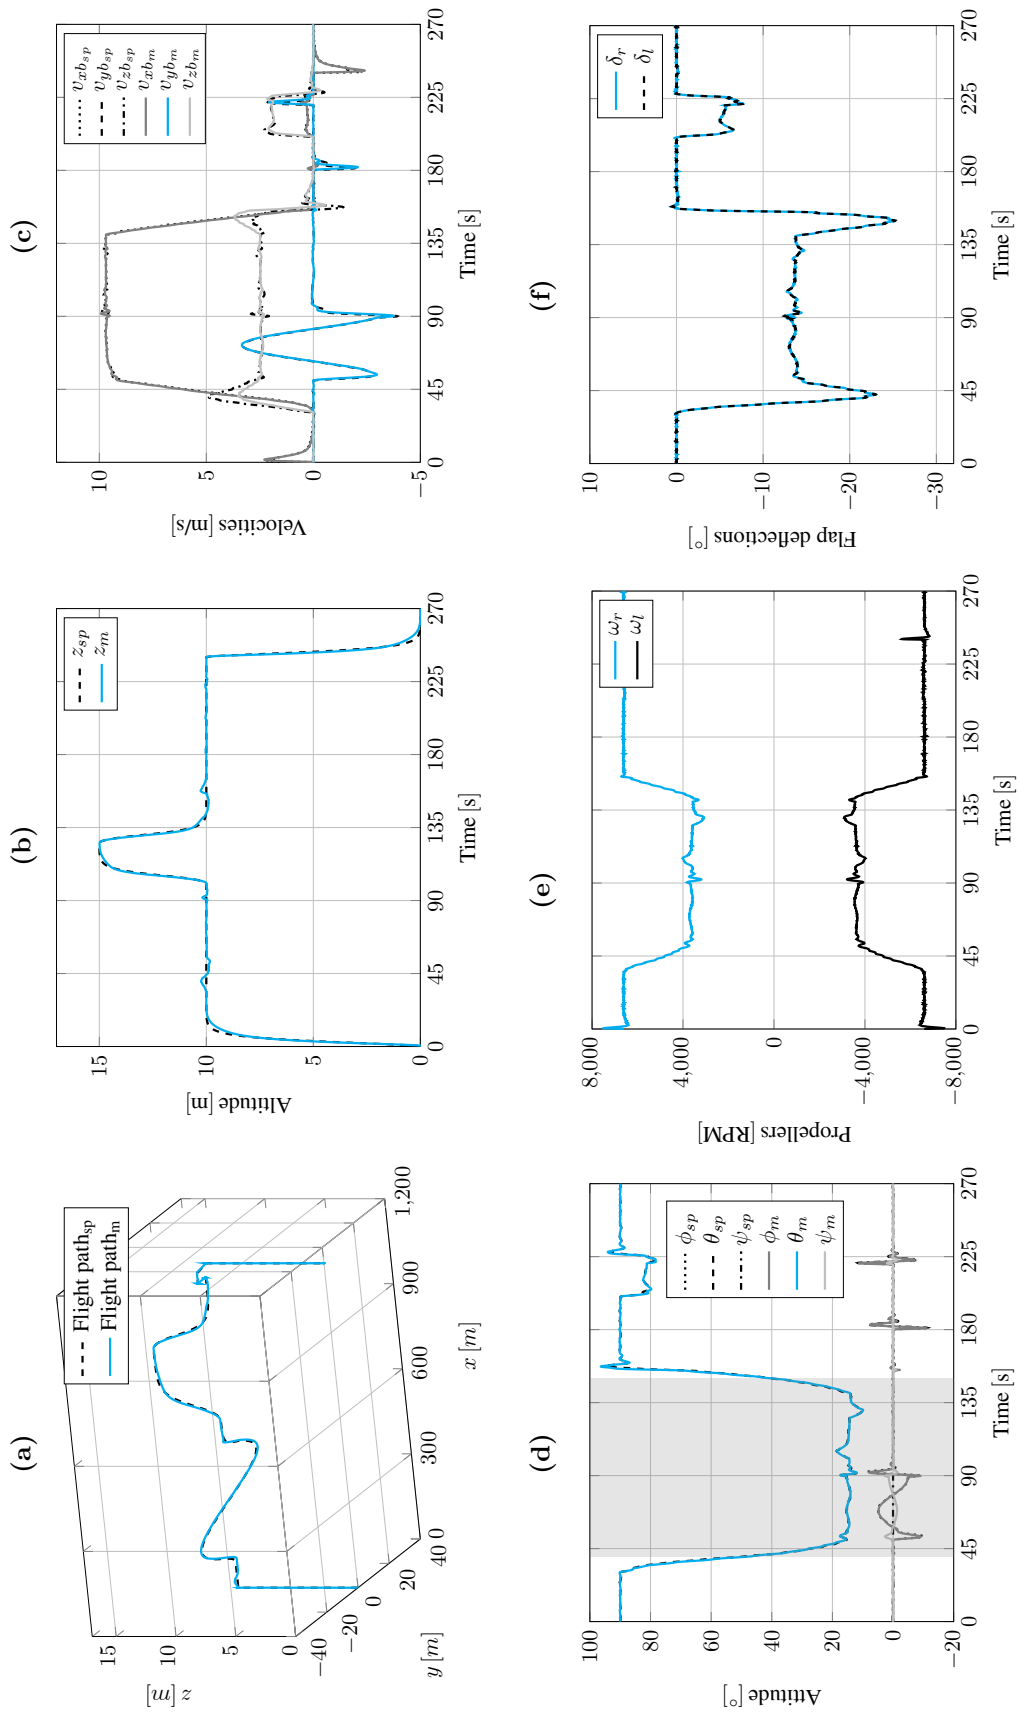 (a)
Flight path_sp
Flight path_m
z [m]
15
10
5
0
y [m]
−40
−20
0
20
40
x [m]
0
300
600
900
1,200
(b)
z_sp
z_m
Altitude [m]
15
10
5
0
0 45 90 135 180 225 270
Time [s]
(c)
v_xb_sp
v_yb_sp
v_zb_sp
v_xb_m
v_yb_m
v_zb_m
Velocities [m/s]
10
5
0
−5
0 45 90 135 180 225 270
Time [s]
(d)
ϕ_sp
θ_sp
ψ_sp
ϕ_m
θ_m
ψ_m
Attitude [°]
100
80
60
40
20
0
−20
0 45 90 135 180 225 270
Time [s]
(e)
ω_r
ω_l
Propellers [RPM]
8,000
4,000
0
−4,000
−8,000
0 45 90 135 180 225 270
Time [s]
(f)
δ_r
δ_l
Flap deflections [°]
10
0
−10
−20
−30
0 45 90 135 180 225 270
Time [s]